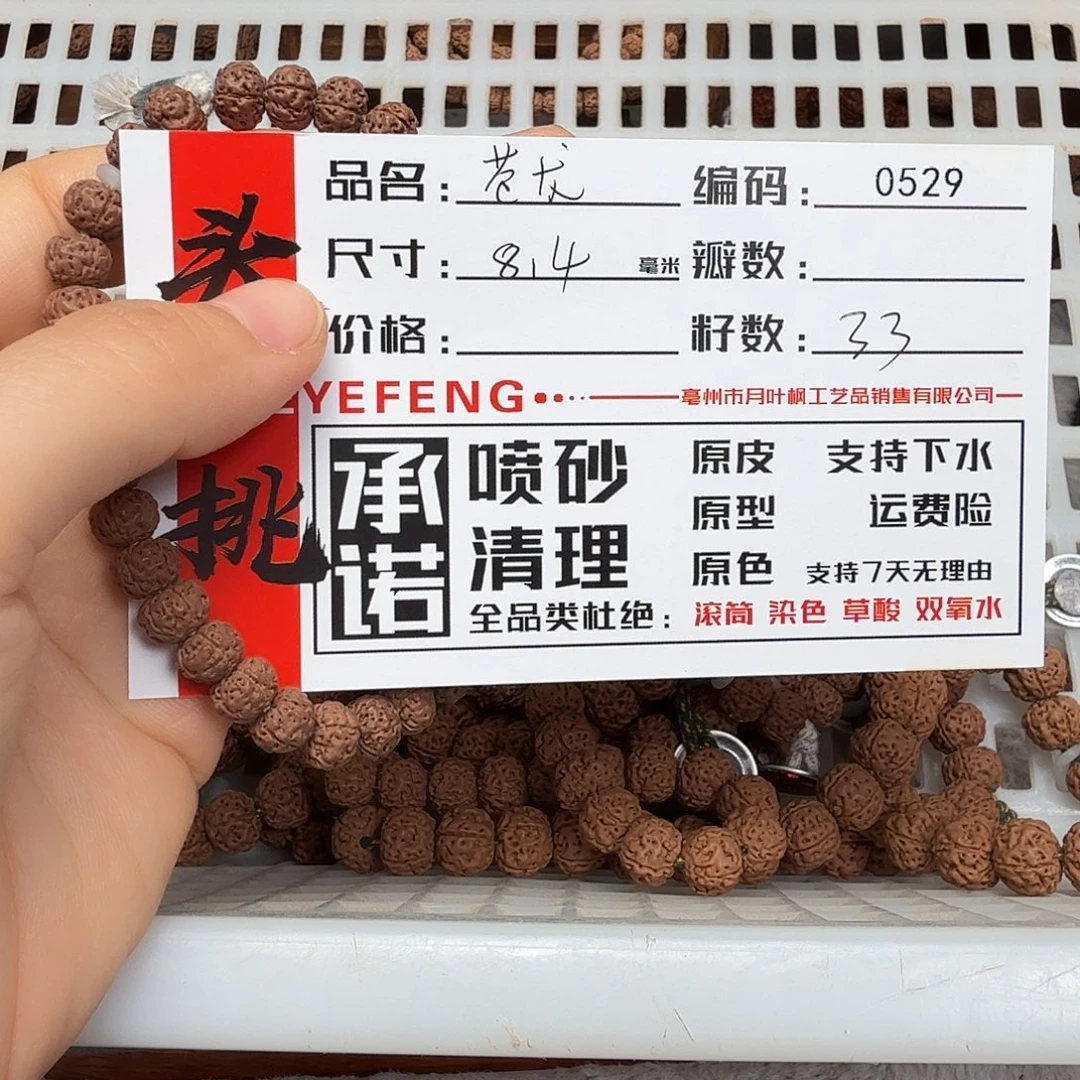 头挑
品名: 苍龙 编码: 0529
尺寸: 8.4 毫米 瓣数:
价格: 籽数: 33
YEFENG 亳州市月叶枫工艺品销售有限公司
承诺
喷砂 清理
原皮 支持下水
原型 运费险
原色 支持7天无理由
全品类杜绝: 滚筒 染色 草酸 双氧水